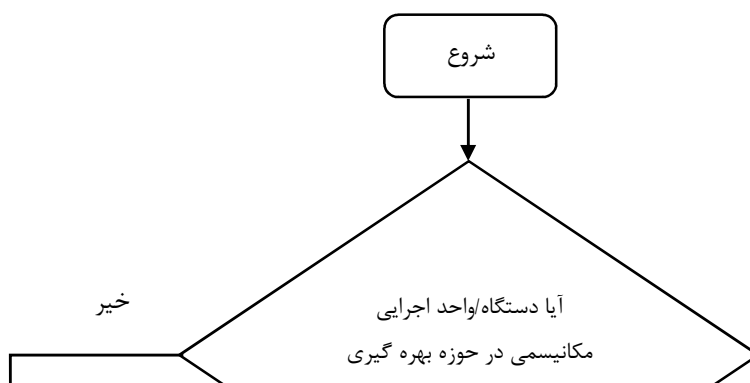 شروع
خیر
آیا دستگاه/واحد اجرایی
مکانیسمی در حوزه بهره گیری